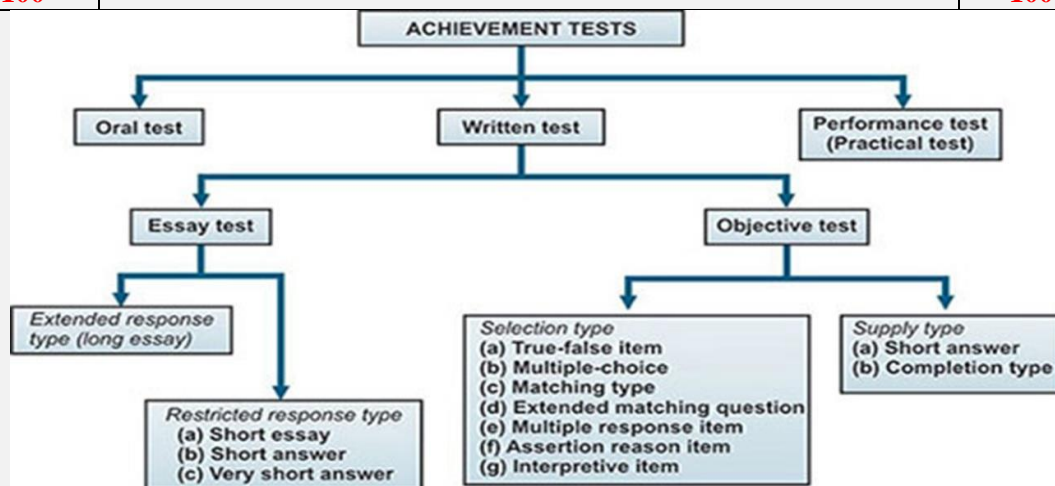 100 100
ACHIEVEMENT TESTS
Oral test
Written test
Performance test
(Practical test)
Essay test
Objective test
Extended response
type (long essay)
Restricted response type
(a) Short essay
(b) Short answer
(c) Very short answer
Selection type
(a) True-false item
(b) Multiple-choice
(c) Matching type
(d) Extended matching question
(e) Multiple response item
(f) Assertion reason item
(g) Interpretive item
Supply type
(a) Short answer
(b) Completion type